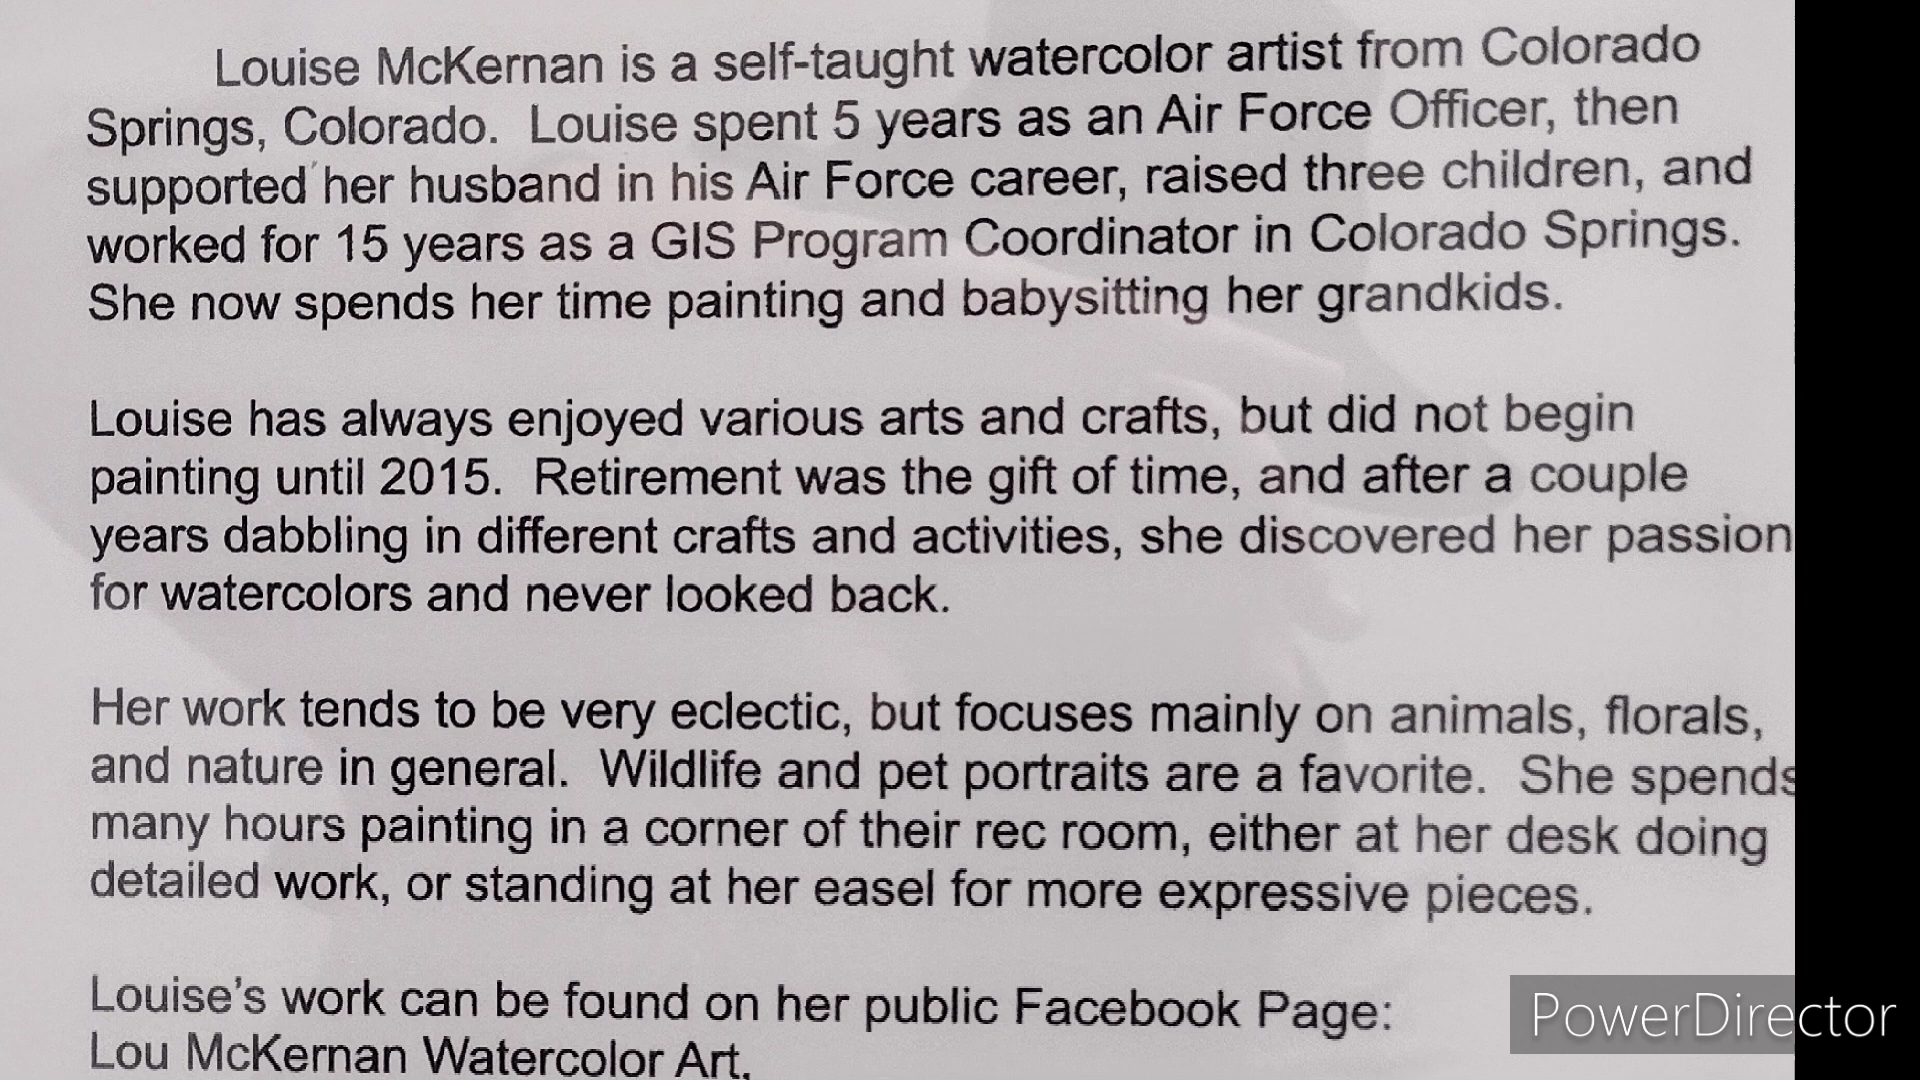 Louise McKernan is a self-taught watercolor artist from Colorado
Springs, Colorado.  Louise spent 5 years as an Air Force Officer, then
supported her husband in his Air Force career, raised three children, and
worked for 15 years as a GIS Program Coordinator in Colorado Springs.
She now spends her time painting and babysitting her grandkids.
Louise has always enjoyed various arts and crafts, but did not begin
painting until 2015.  Retirement was the gift of time, and after a couple
years dabbling in different crafts and activities, she discovered her passion
for watercolors and never looked back.
Her work tends to be very eclectic, but focuses mainly on animals, florals,
and nature in general.  Wildlife and pet portraits are a favorite.  She spends
many hours painting in a corner of their rec room, either at her desk doing
detailed work, or standing at her easel for more expressive pieces.
Louise's work can be found on her public Facebook Page:
Lou McKernan Watercolor Art.
PowerDirector